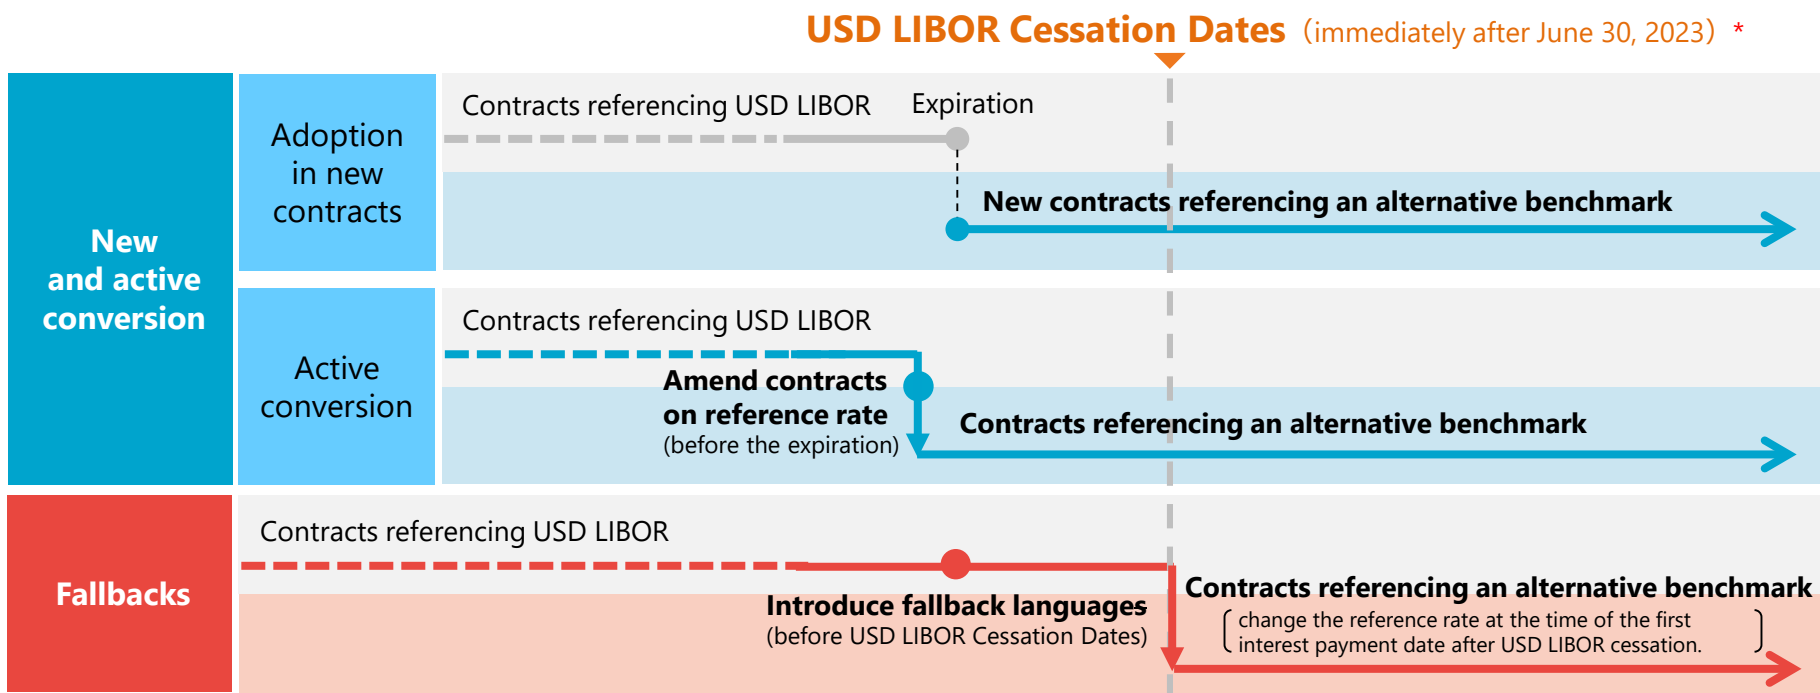 USD LIBOR Cessation Dates（immediately after June 30, 2023）*
New
and active
conversion
Adoption
in new
contracts
Contracts referencing USD LIBOR
Expiration
New contracts referencing an alternative benchmark
Active
conversion
Contracts referencing USD LIBOR
Amend contracts
on reference rate
(before the expiration)
Contracts referencing an alternative benchmark
Fallbacks
Contracts referencing USD LIBOR
Introduce fallback languages
(before USD LIBOR Cessation Dates)
Contracts referencing an alternative benchmark
change the reference rate at the time of the first
interest payment date after USD LIBOR cessation.